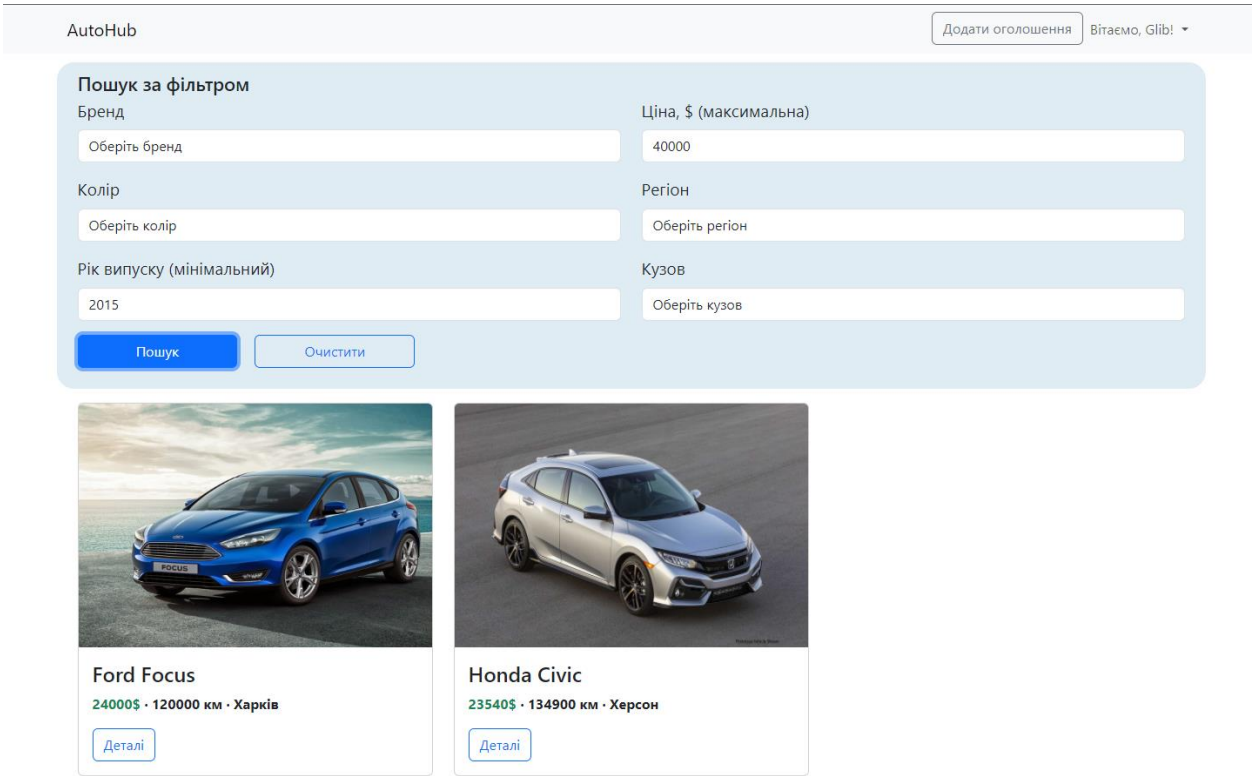 AutoHub
Додати оголошення
Вітаємо, Glib!
Пошук за фільтром
Бренд
Ціна, $ (максимальна)
Оберіть бренд
40000
Колір
Регіон
Оберіть колір
Оберіть регіон
Рік випуску (мінімальний)
Кузов
2015
Оберіть кузов
Пошук
Очистити
FOCUS
Ford Focus
24000$ · 120000 км · Харків
Деталі
Honda Civic
23540$ · 134900 км · Херсон
Деталі